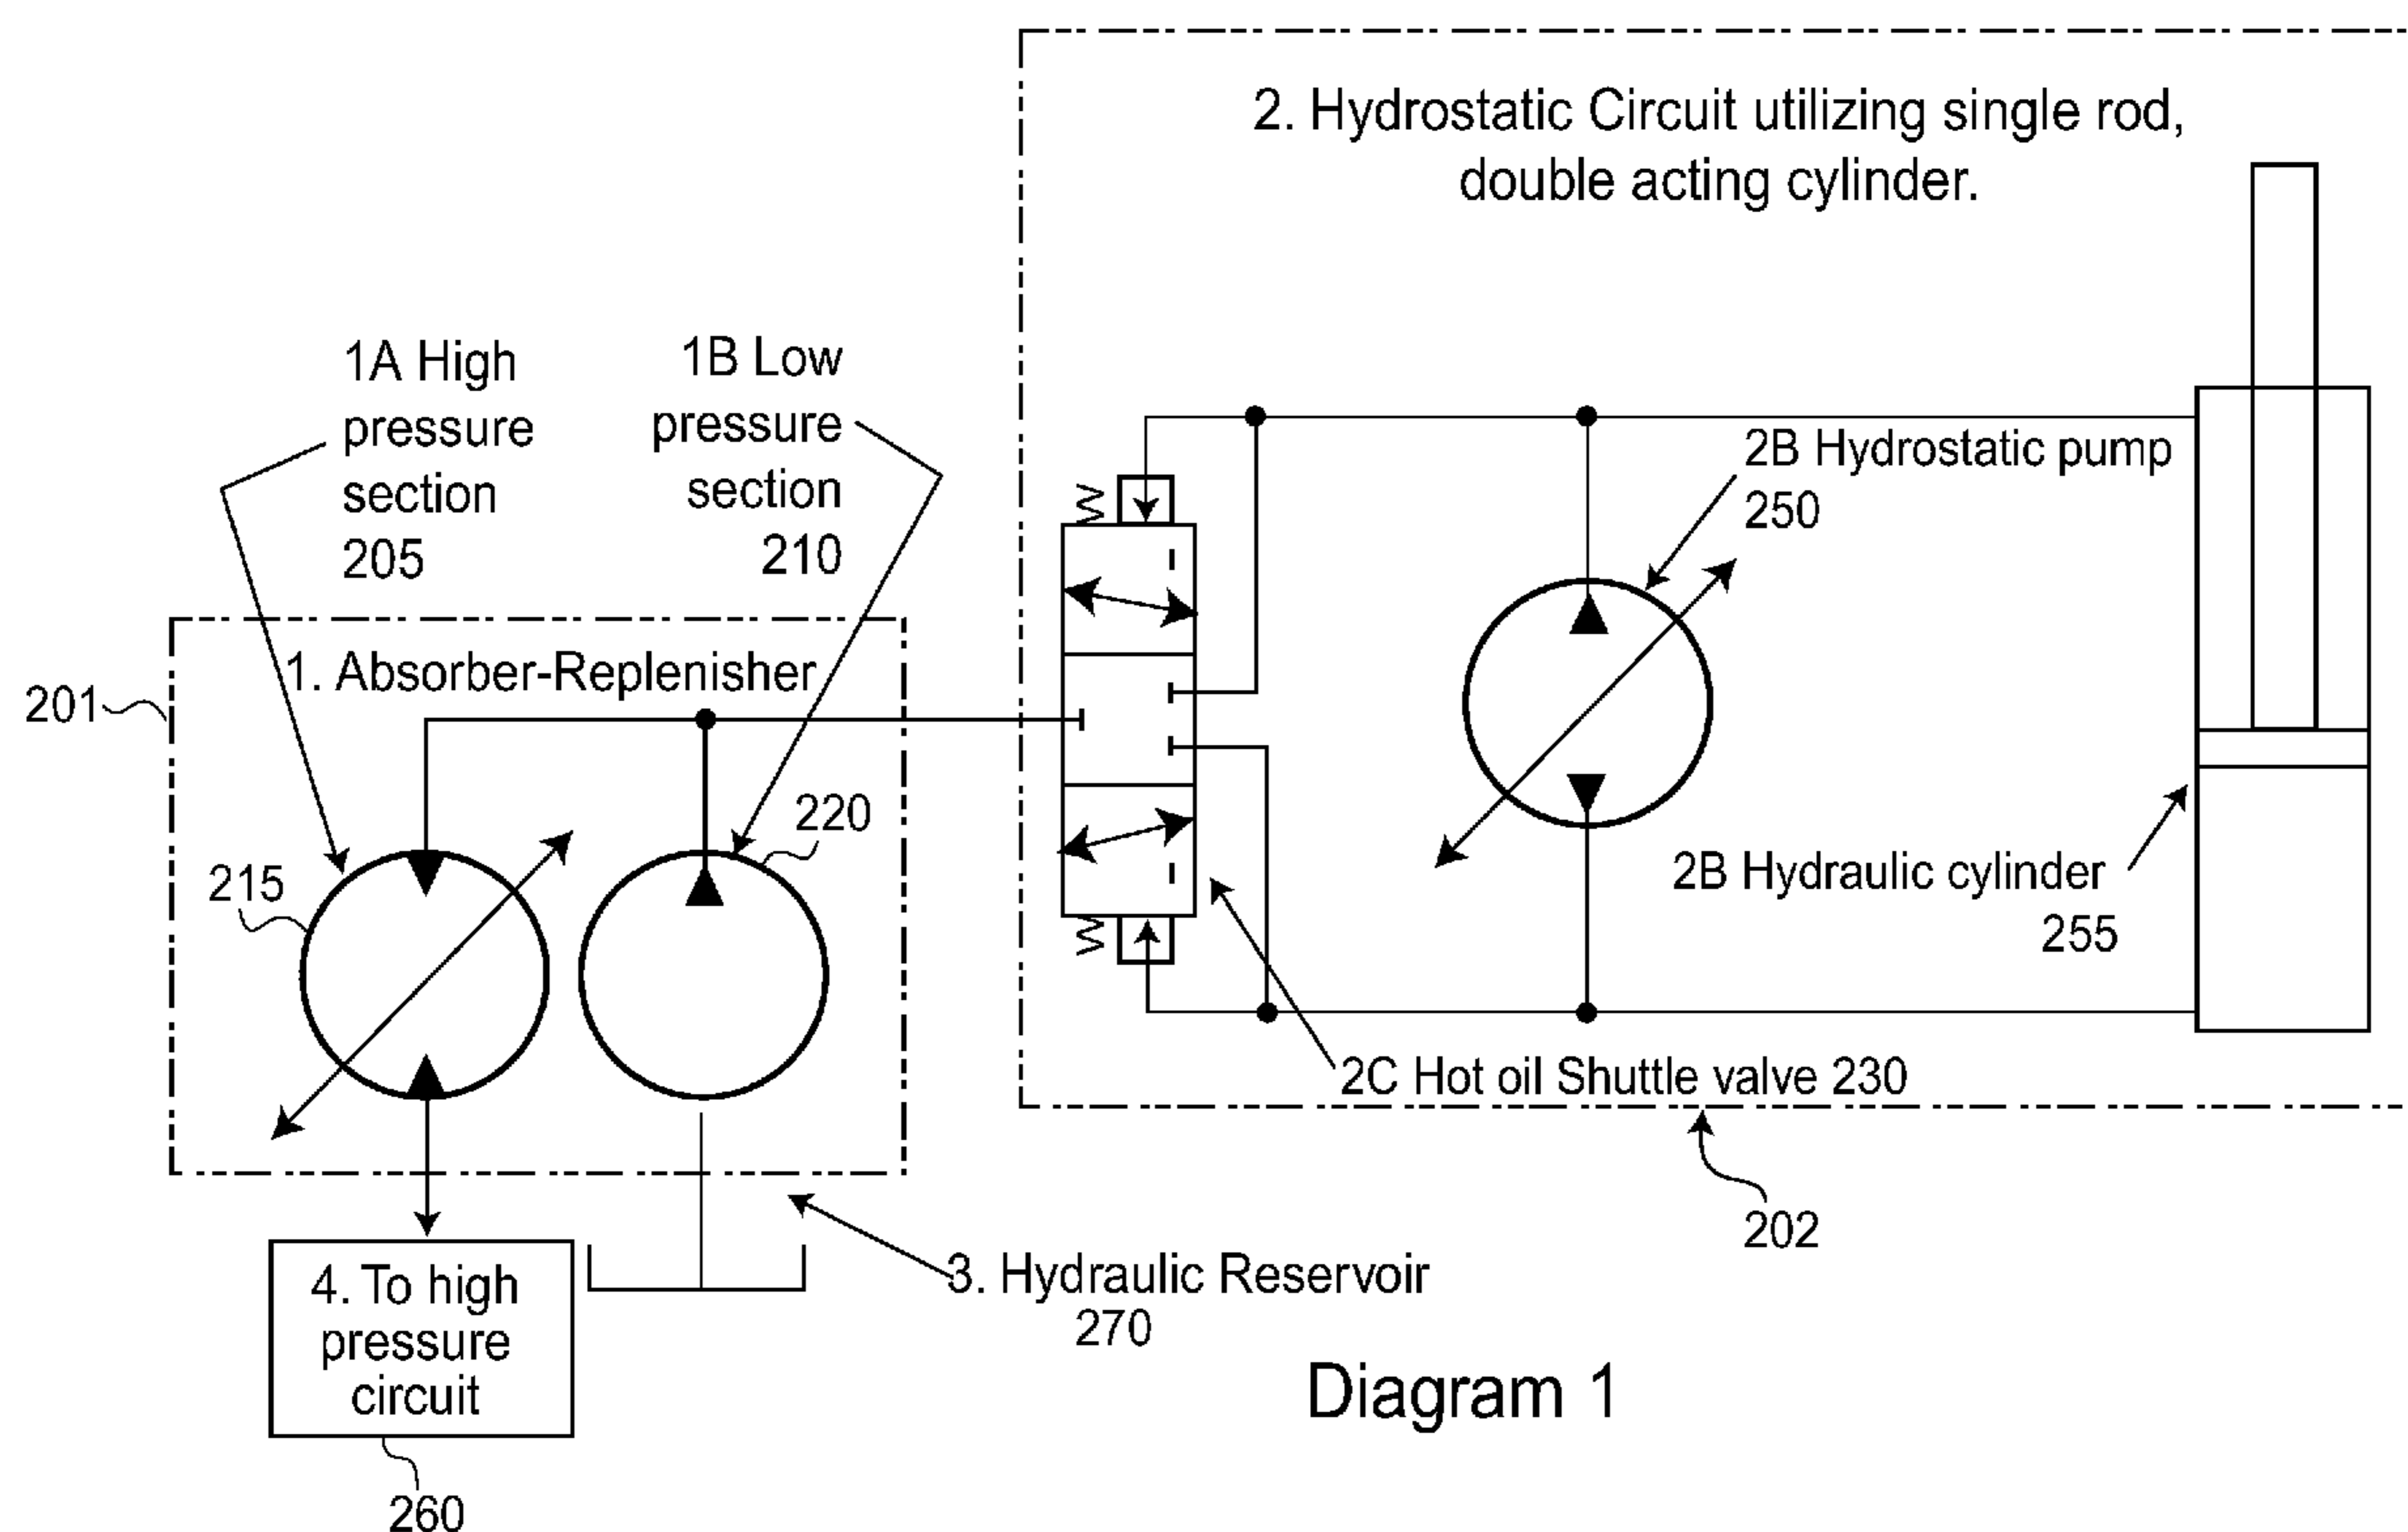 2. Hydrostatic Circuit utilizing single rod,
double acting cylinder.
1A High
pressure
section
205
1B Low
pressure
section
210
2B Hydrostatic pump
250
1. Absorber-Replenisher
201
220
215
2B Hydraulic cylinder
255
2C Hot oil Shuttle valve 230
202
3. Hydraulic Reservoir
270
4. To high
pressure
circuit
260
Diagram 1